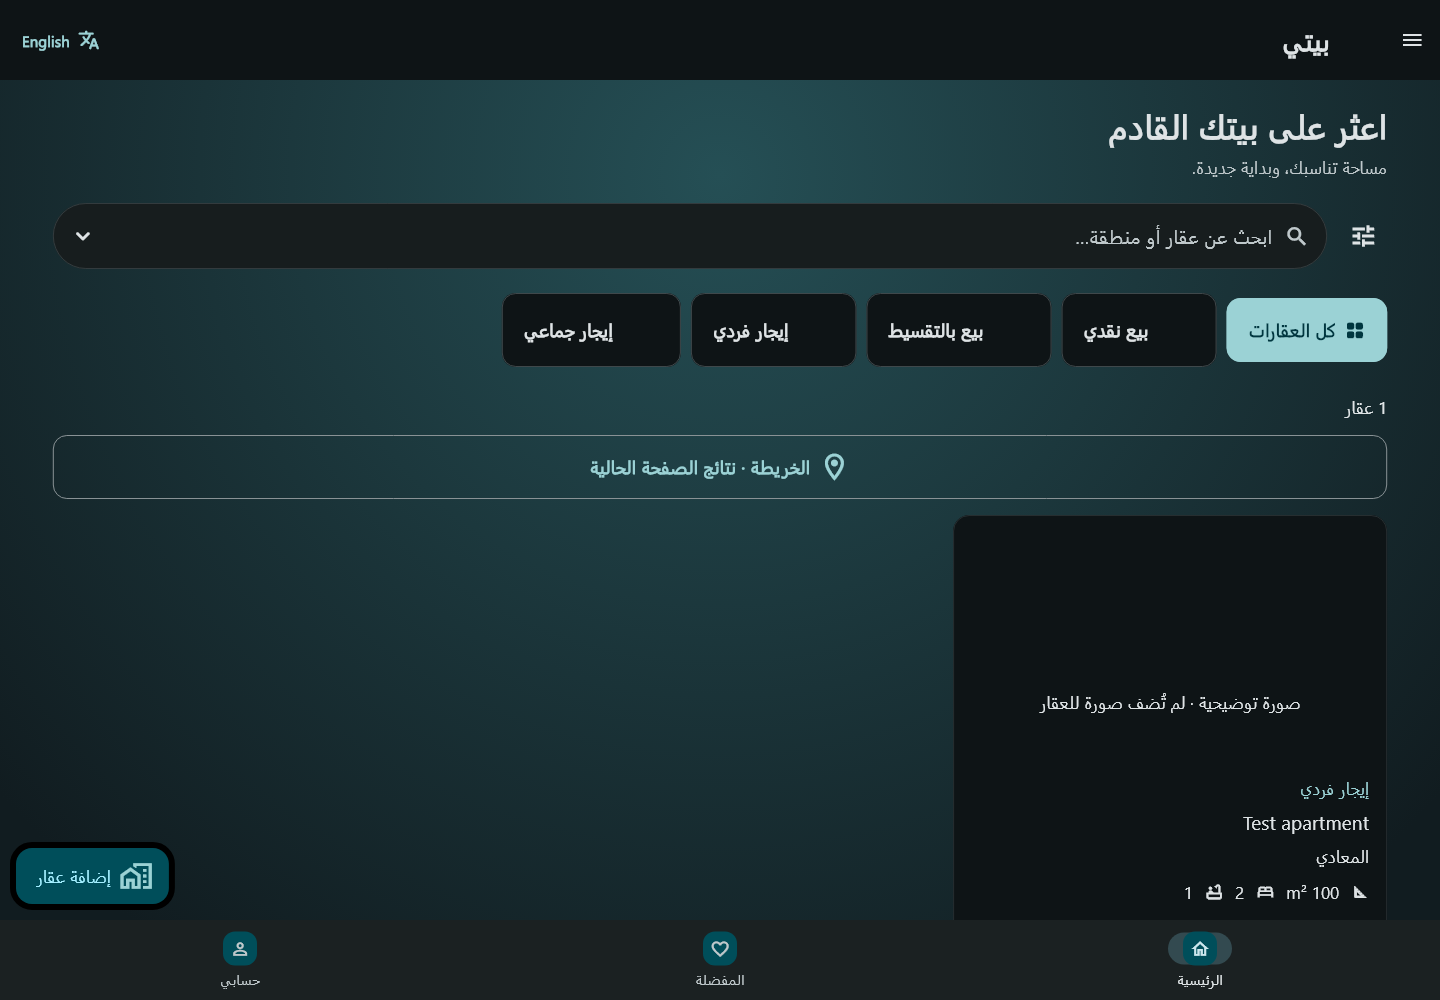 بيتي
English
اعثر على بيتك القادم
مساحة تناسبك، وبداية جديدة.
ابحث عن عقار أو منطقة...
كل العقارات
بيع نقدي
بيع بالتقسيط
إيجار فردي
إيجار جماعي
1 عقار
الخريطة · نتائج الصفحة الحالية
صورة توضيحية · لم تُضف صورة للعقار
إيجار فردي
Test apartment
المعادي
100 m² 2 1
إضافة عقار
الرئيسية
المفضلة
حسابي